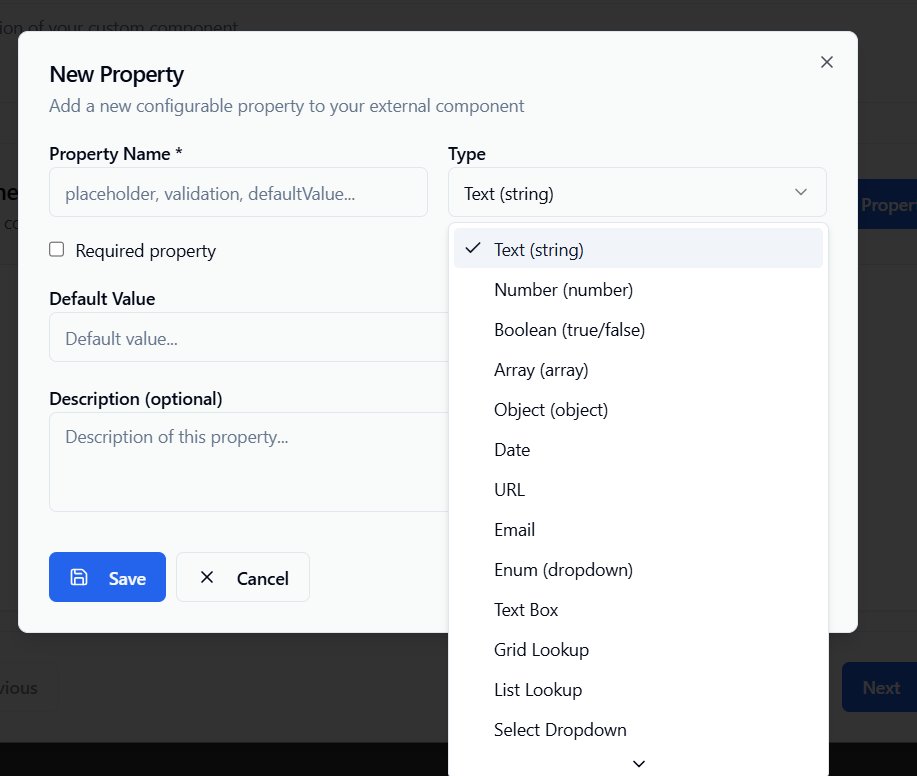 ion of your custom component
New Property
Add a new configurable property to your external component
Property Name *
Type
placeholder, validation, defaultValue...
Text (string)
Required property
Default Value
Default value...
Description (optional)
Description of this property...
Save
Cancel
Text (string)
Number (number)
Boolean (true/false)
Array (array)
Object (object)
Date
URL
Email
Enum (dropdown)
Text Box
Grid Lookup
List Lookup
Select Dropdown
ne
co
Proper
vious
Next